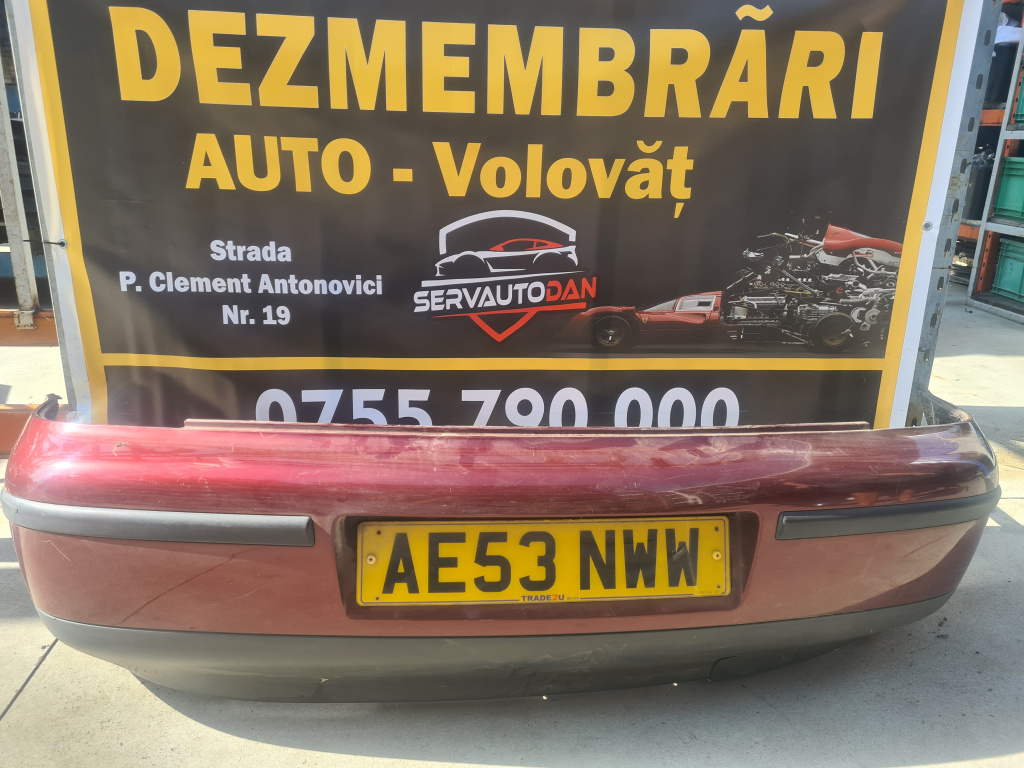 DEZMEMBRĂRI
AUTO - Volovăț
Strada
P. Clement Antonovici
Nr. 19
SERVAUTODAN
0755 790 000
AE53 NWW
TRADE2U